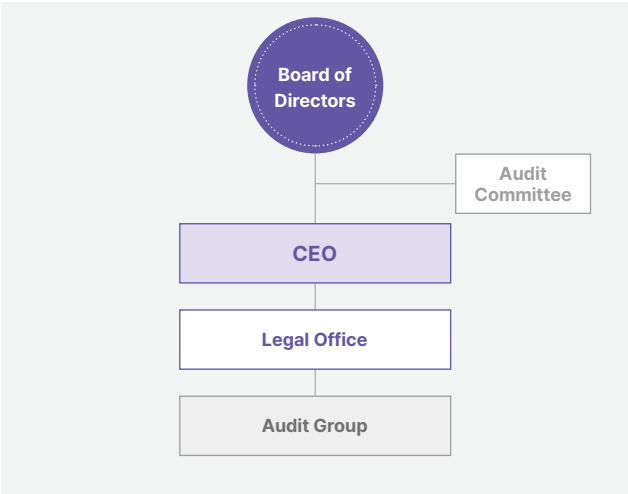 Board of
Directors
Audit
Committee
CEO
Legal Office
Audit Group